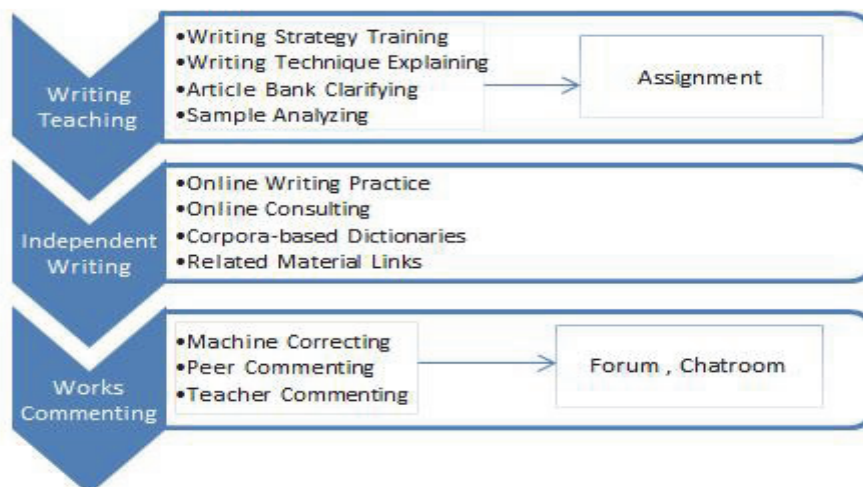 Writing
Teaching
•Writing Strategy Training
•Writing Technique Explaining
•Article Bank Clarifying
•Sample Analyzing
Assignment
Independent
Writing
•Online Writing Practice
•Online Consulting
•Corpora-based Dictionaries
•Related Material Links
Works
Commenting
•Machine Correcting
•Peer Commenting
•Teacher Commenting
Forum , Chatroom